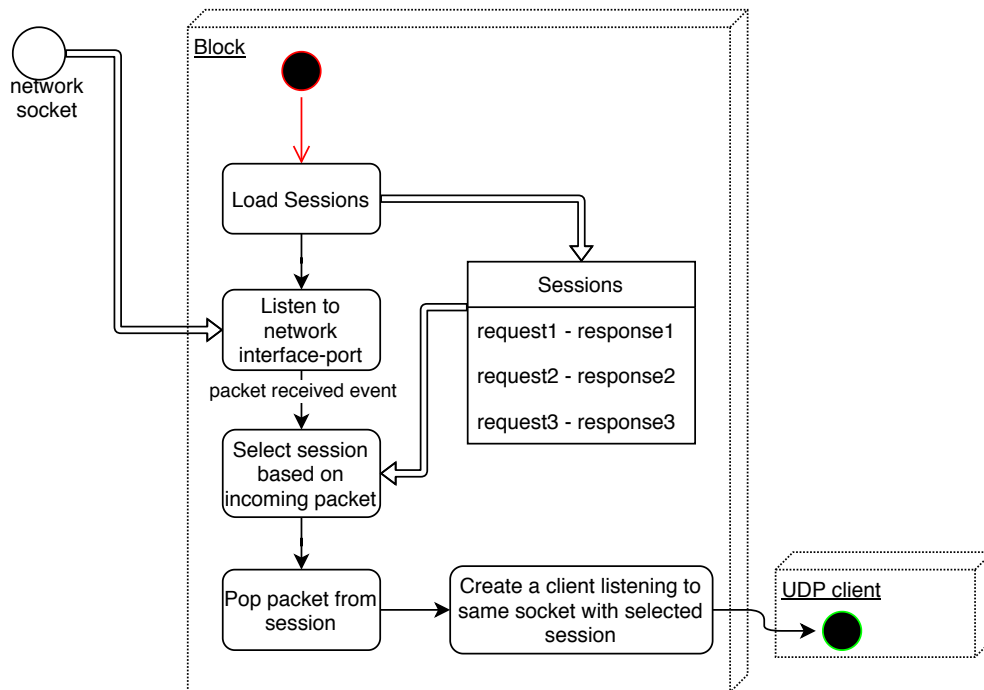 Block
network
socket
Load Sessions
Sessions
request1 - response1
request2 - response2
request3 - response3
Listen to
network
interface-port
packet received event
Select session
based on
incoming packet
Pop packet from
session
Create a client listening to
same socket with selected
session
UDP client